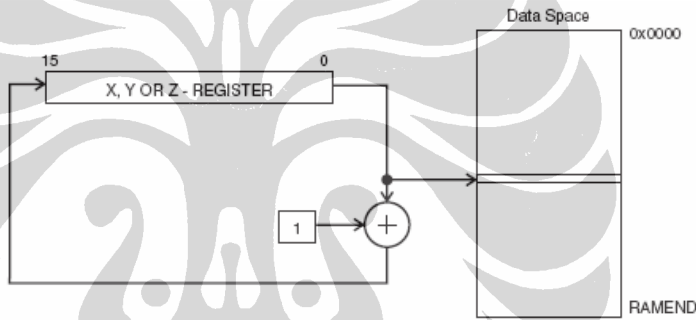 Data Space
0x0000
15 0
X, Y OR Z - REGISTER
1
+
RAMEND